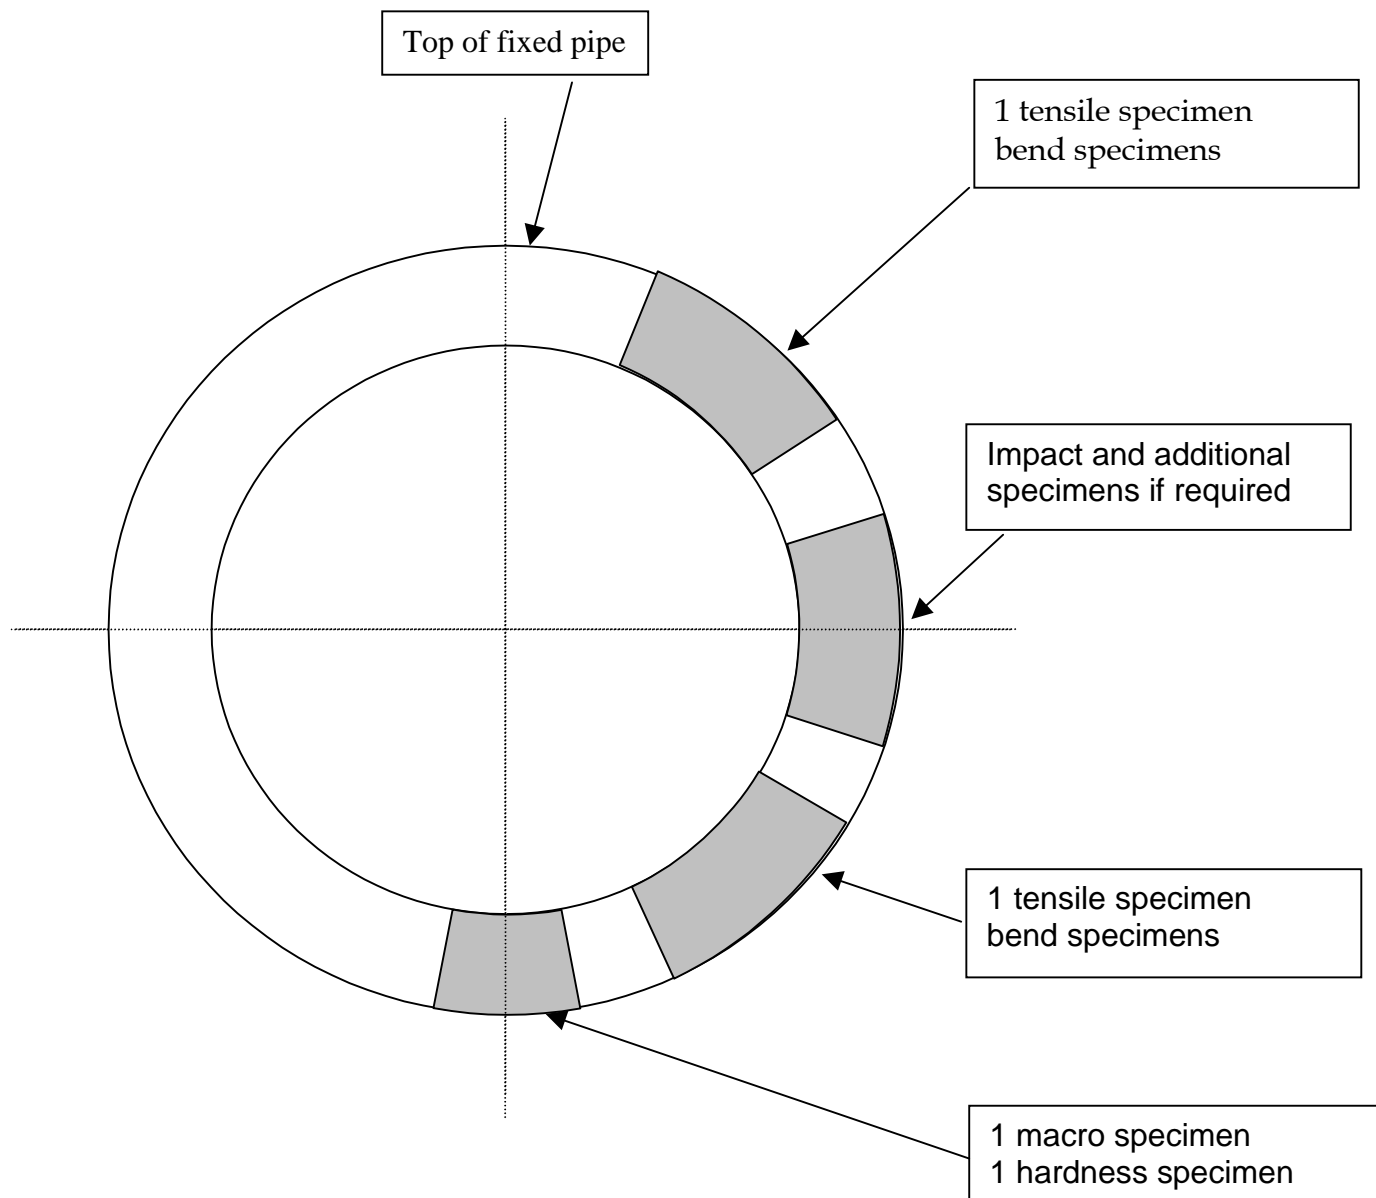 Top of fixed pipe
1 tensile specimen
bend specimens
Impact and additional
specimens if required
1 tensile specimen
bend specimens
1 macro specimen
1 hardness specimen